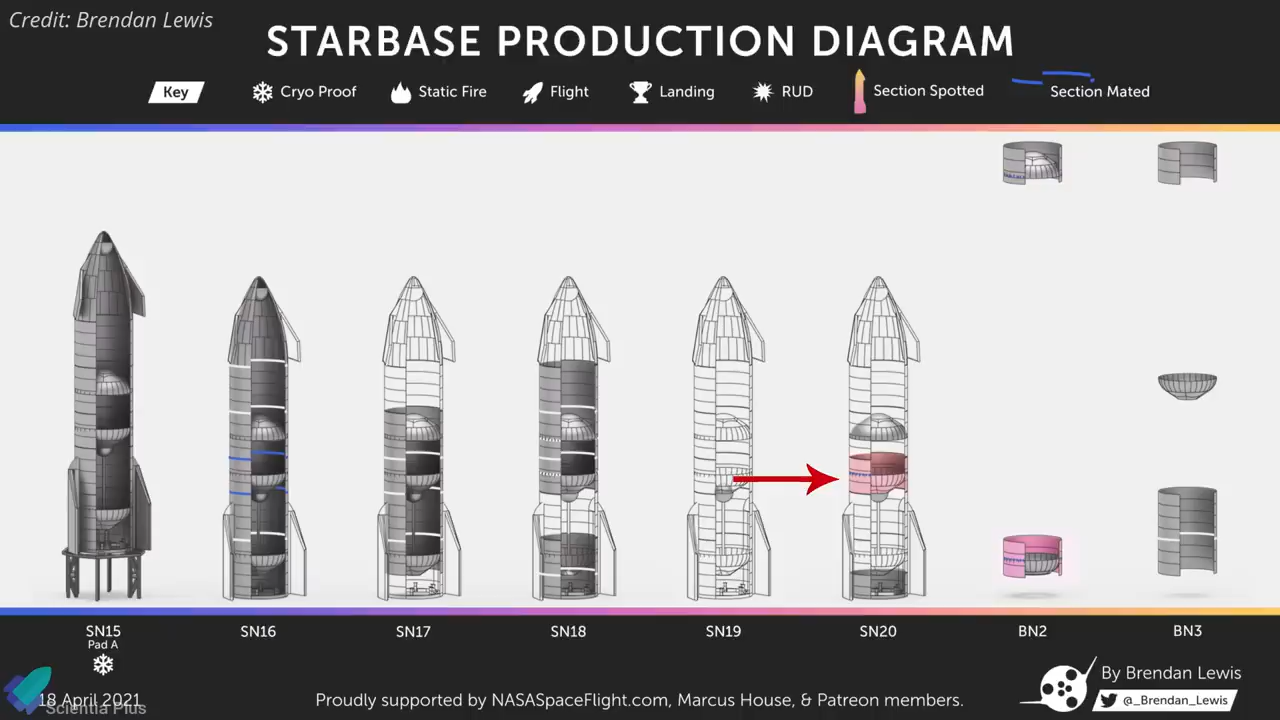 Credit: Brendan Lewis
STARBASE PRODUCTION DIAGRAM
Key Cryo Proof Static Fire Flight Landing RUD Section Spotted Section Mated
SN15 SN16 SN17 SN18 SN19 SN20 BN2 BN3
Pad A
By Brendan Lewis
18 April 2021 Proudly supported by NASASpaceFlight.com, Marcus House, & Patreon members. @_Brendan_Lewis
Scientia Plus